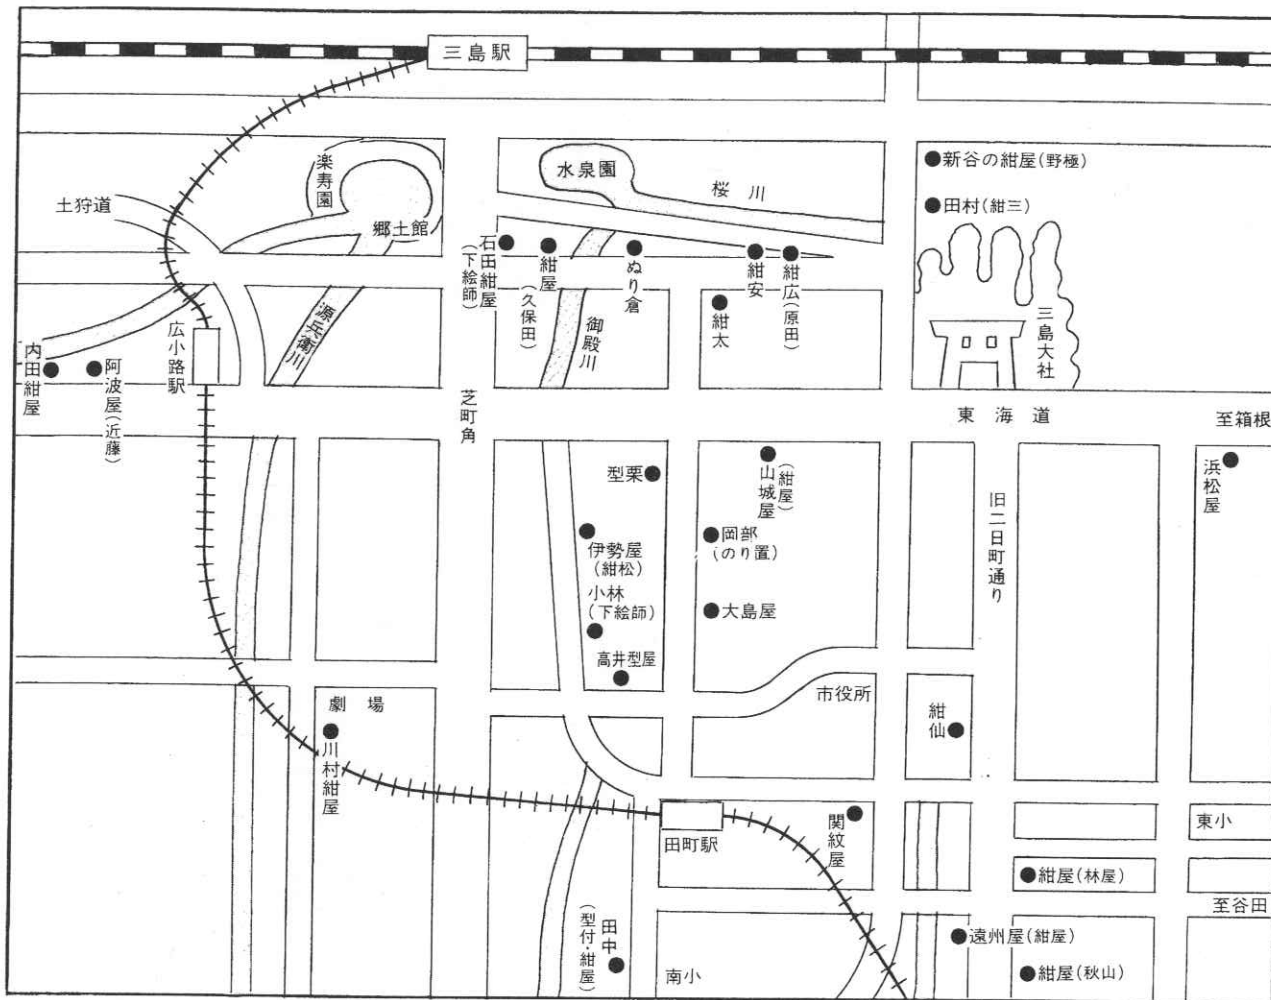 三島駅
楽寿園
水泉園
桜川
新谷の紺屋(野極)
田村(紺三)
土狩道
郷土館
石田紺屋
(下絵師)
紺屋
(久保田)
ぬり倉
紺安
紺広(原田)
紺太
源兵衛川
御殿川
三島大社
広小路駅
内田紺屋
阿波屋(近藤)
芝町角
東海道
至箱根
型栗
山城屋
(紺屋)
浜松屋
岡部
(のり置)
伊勢屋
(紺松)
旧二日町通り
小林
(下絵師)
大島屋
高井型屋
市役所
劇場
川村紺屋
紺仙
田町駅
関紋屋
東小
紺屋(林屋)
至谷田
田中
(型付・紺屋)
遠州屋(紺屋)
南小
紺屋(秋山)